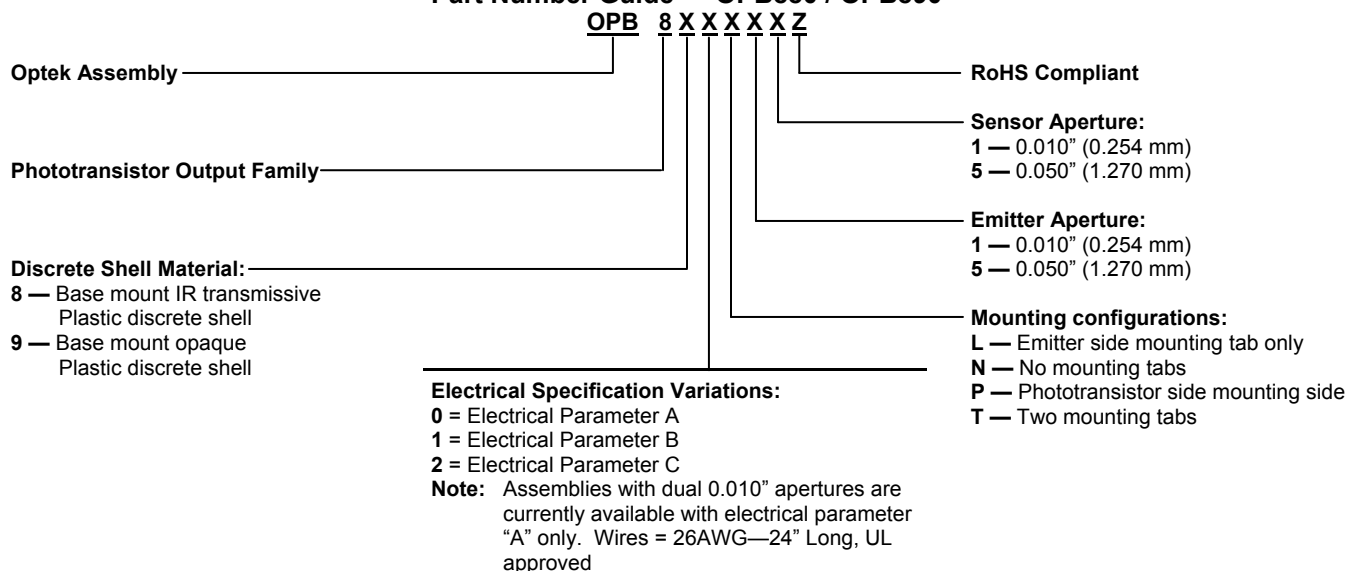 OPB 8 X X X X X Z
Optek Assembly
RoHS Compliant
Sensor Aperture:
1 — 0.010” (0.254 mm)
5 — 0.050” (1.270 mm)
Phototransistor Output Family
Emitter Aperture:
1 — 0.010” (0.254 mm)
5 — 0.050” (1.270 mm)
Discrete Shell Material:
8 — Base mount IR transmissive
Plastic discrete shell
9 — Base mount opaque
Plastic discrete shell
Mounting configurations:
L — Emitter side mounting tab only
N — No mounting tabs
P — Phototransistor side mounting side
T — Two mounting tabs
Electrical Specification Variations:
0 = Electrical Parameter A
1 = Electrical Parameter B
2 = Electrical Parameter C
Note: Assemblies with dual 0.010” apertures are
currently available with electrical parameter
“A” only. Wires = 26AWG—24” Long, UL
approved